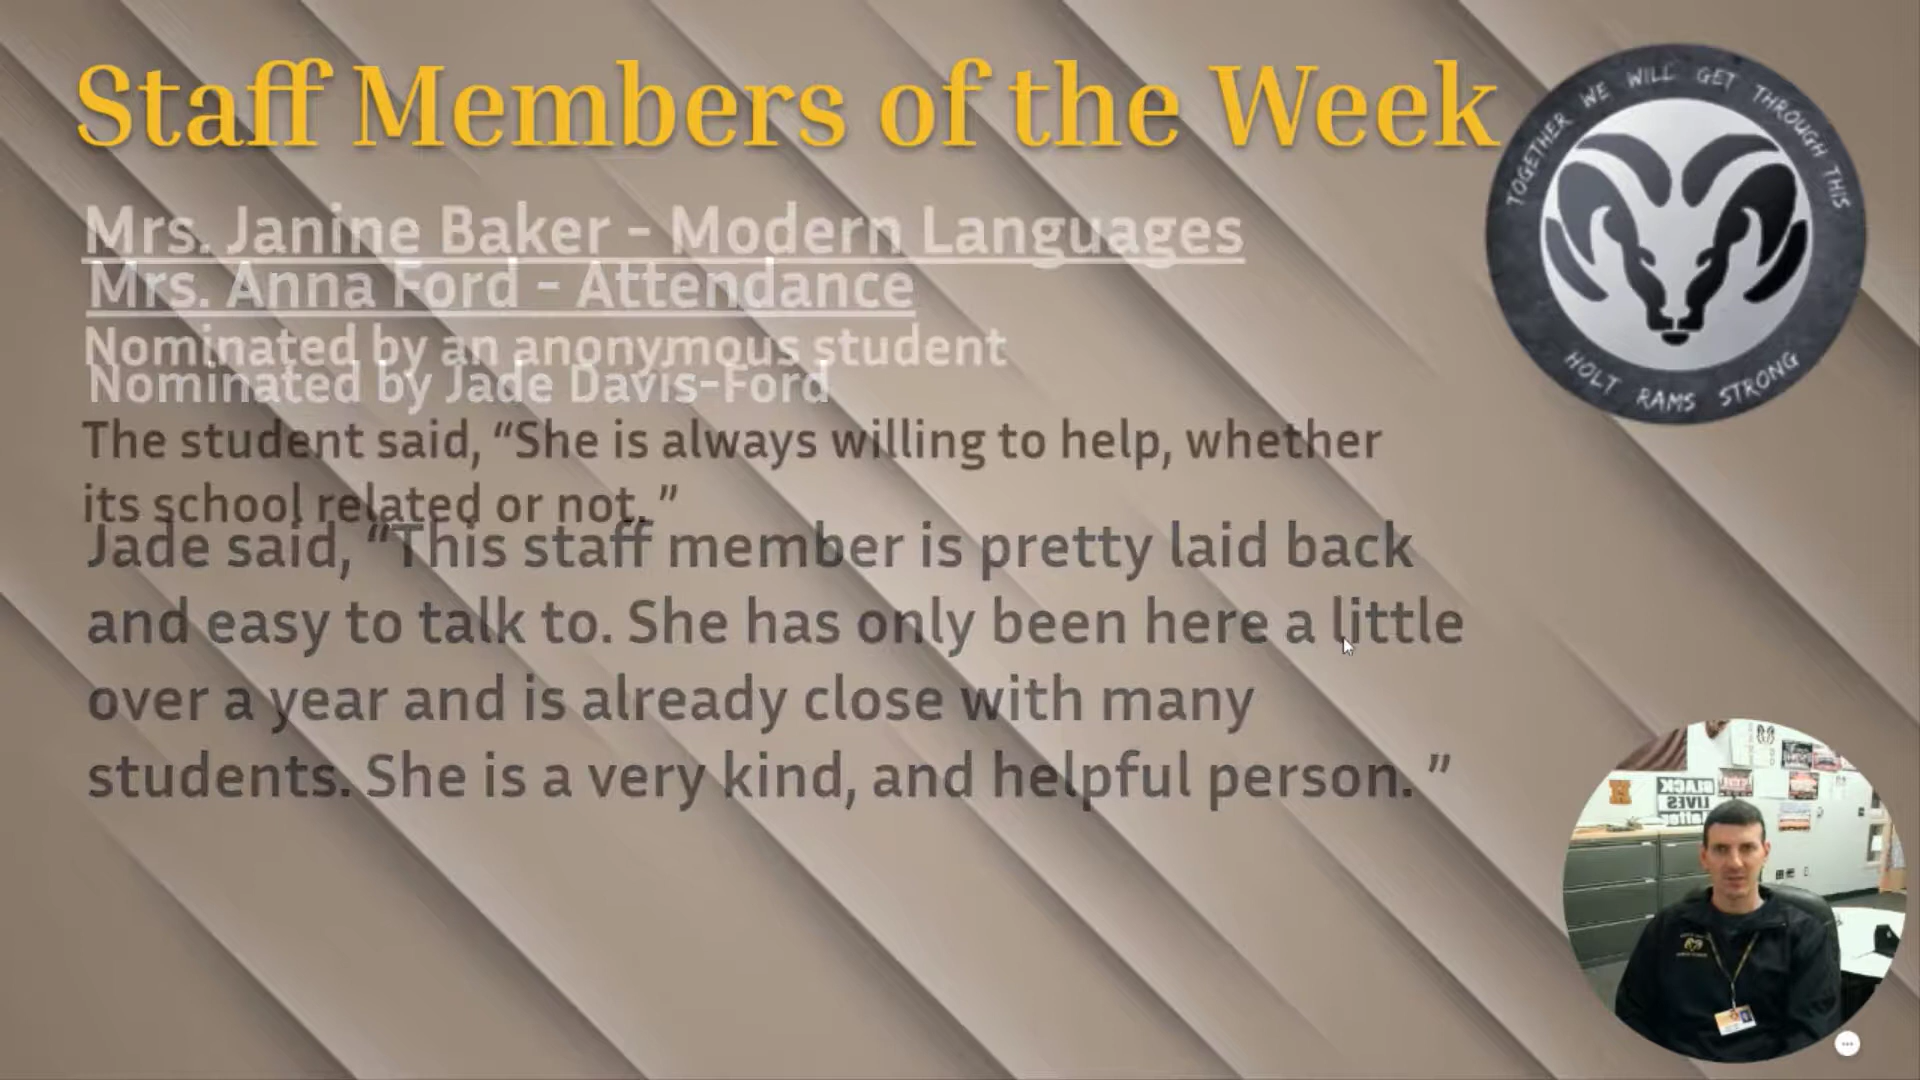 Staff Members of the Week
TOGETHER WE WILL GET THROUGH THIS
HOLT RAMS STRONG
Mrs. Janine Baker - Modern Languages
Mrs. Anna Ford - Attendance
Nominated by an anonymous student
Nominated by Jade Davis-Ford
The student said, “She is always willing to help, whether
its school related or not. ”
Jade said, “This staff member is pretty laid back
and easy to talk to. She has only been here a little
over a year and is already close with many
students. She is a very kind, and helpful person. ”
BLACK
LIVES
Matter